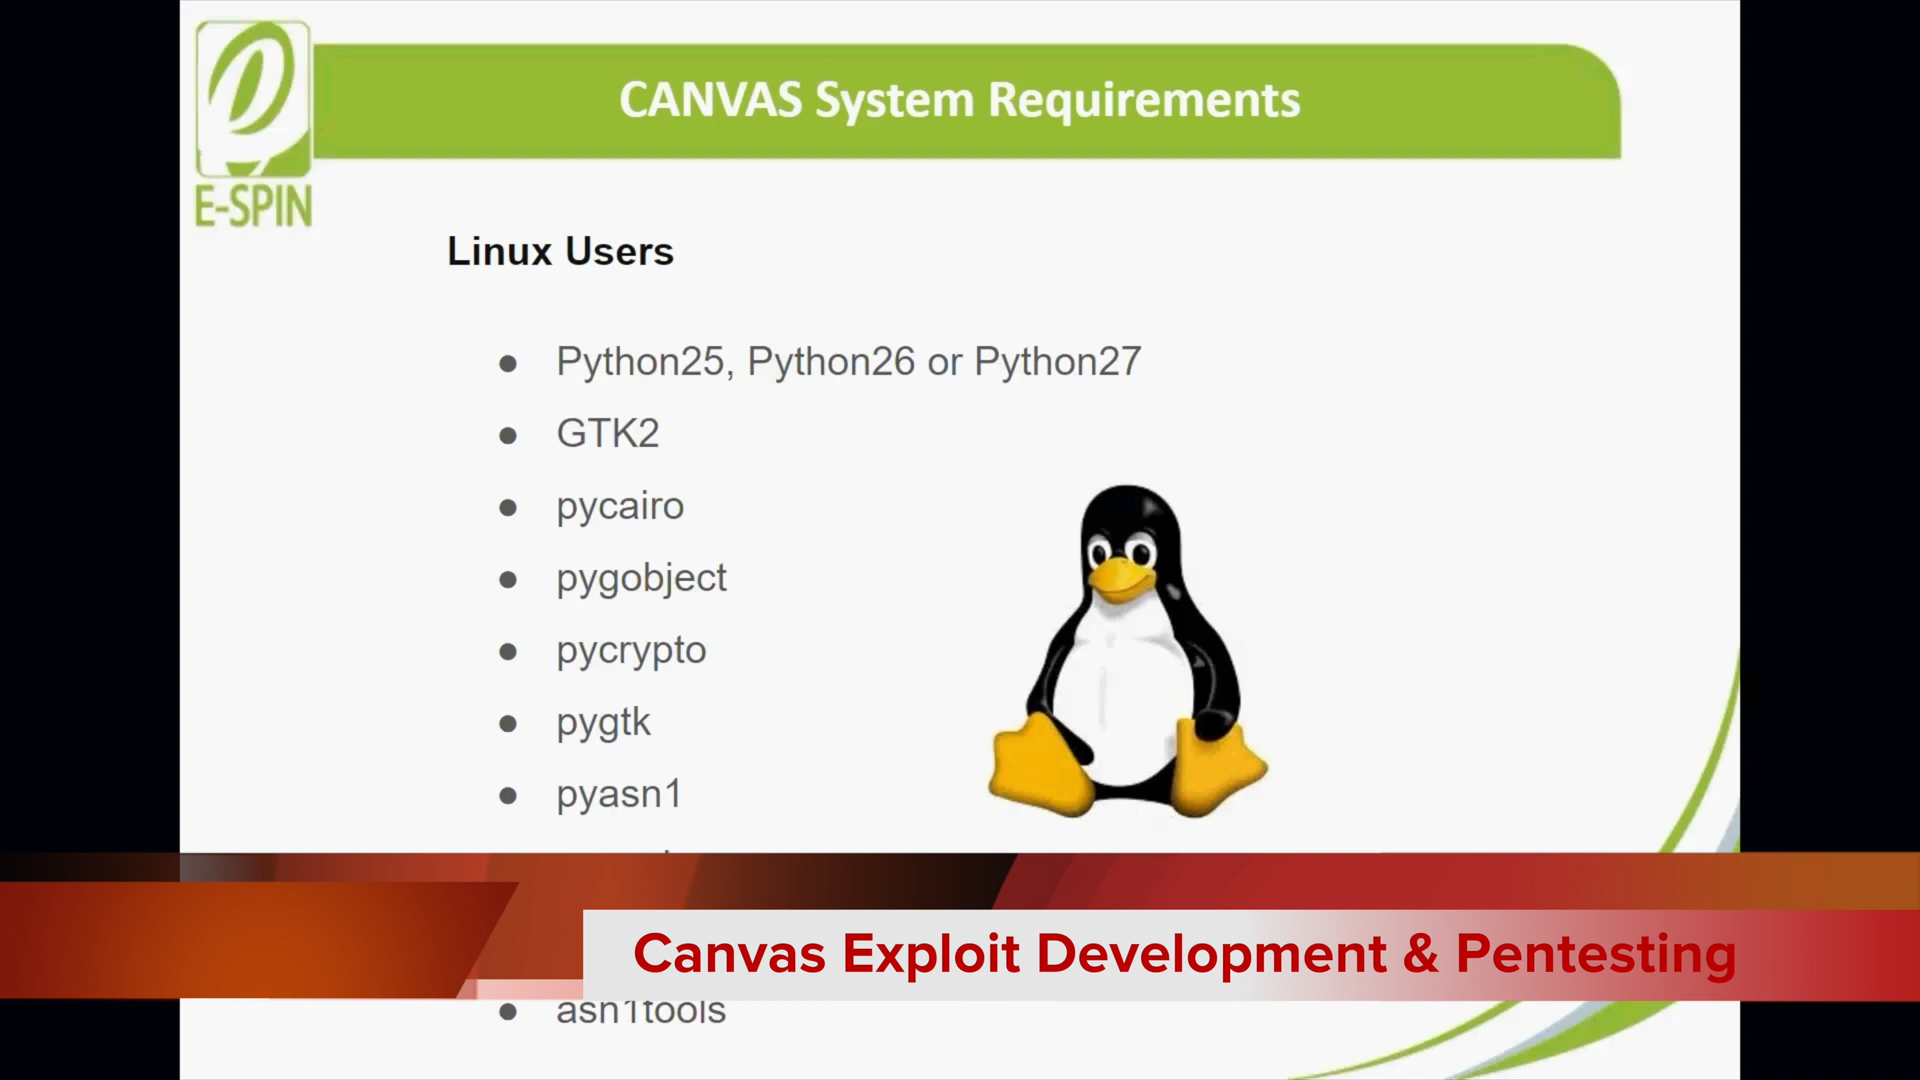 CANVAS System Requirements
E-SPIN
Linux Users
● Python25, Python26 or Python27
● GTK2
● pycairo
● pygobject
● pycrypto
● pygtk
● pyasn1
Canvas Exploit Development & Pentesting
● asn1tools